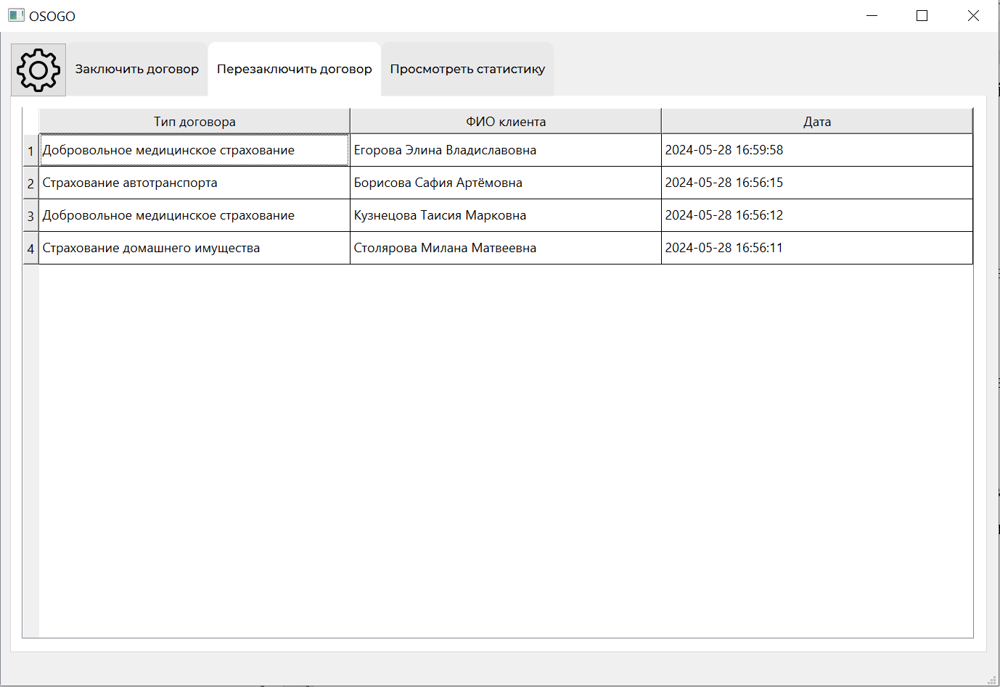 OSOGO
Заключить договор Перезаключить договор Просмотреть статистику
Тип договора ФИО клиента Дата
1 Добровольное медицинское страхование Егорова Элина Владиславовна 2024-05-28 16:59:58
2 Страхование автотранспорта Борисова Сафия Артёмовна 2024-05-28 16:56:15
3 Добровольное медицинское страхование Кузнецова Таисия Марковна 2024-05-28 16:56:12
4 Страхование домашнего имущества Столярова Милана Матвеевна 2024-05-28 16:56:11